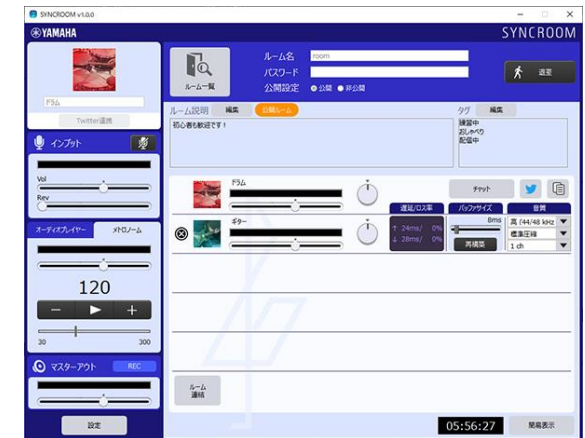 SYNCROOM v1.0.0
YAMAHA
SYNCROOM
ドラム
Twitter連携
インプット
Vol
Rev
オーディオプレイヤー
メトロノーム
120
30
300
マスターアウト
REC
設定
ルーム一覧
ルーム名
room
パスワード
公開設定
公開
非公開
退室
ルーム説明
編集
公開ルーム
初心者も歓迎です！
タグ
編集
練習中
おしゃべり
配信中
ドラム
チャット
遅延/ロス率
バッファサイズ
音質
ギター
↑ 24ms/ 0%
↓ 28ms/ 0%
8ms
再構築
高 (44/48 kHz
標準圧縮
1 ch
ルーム
連結
05:56:27
簡易表示